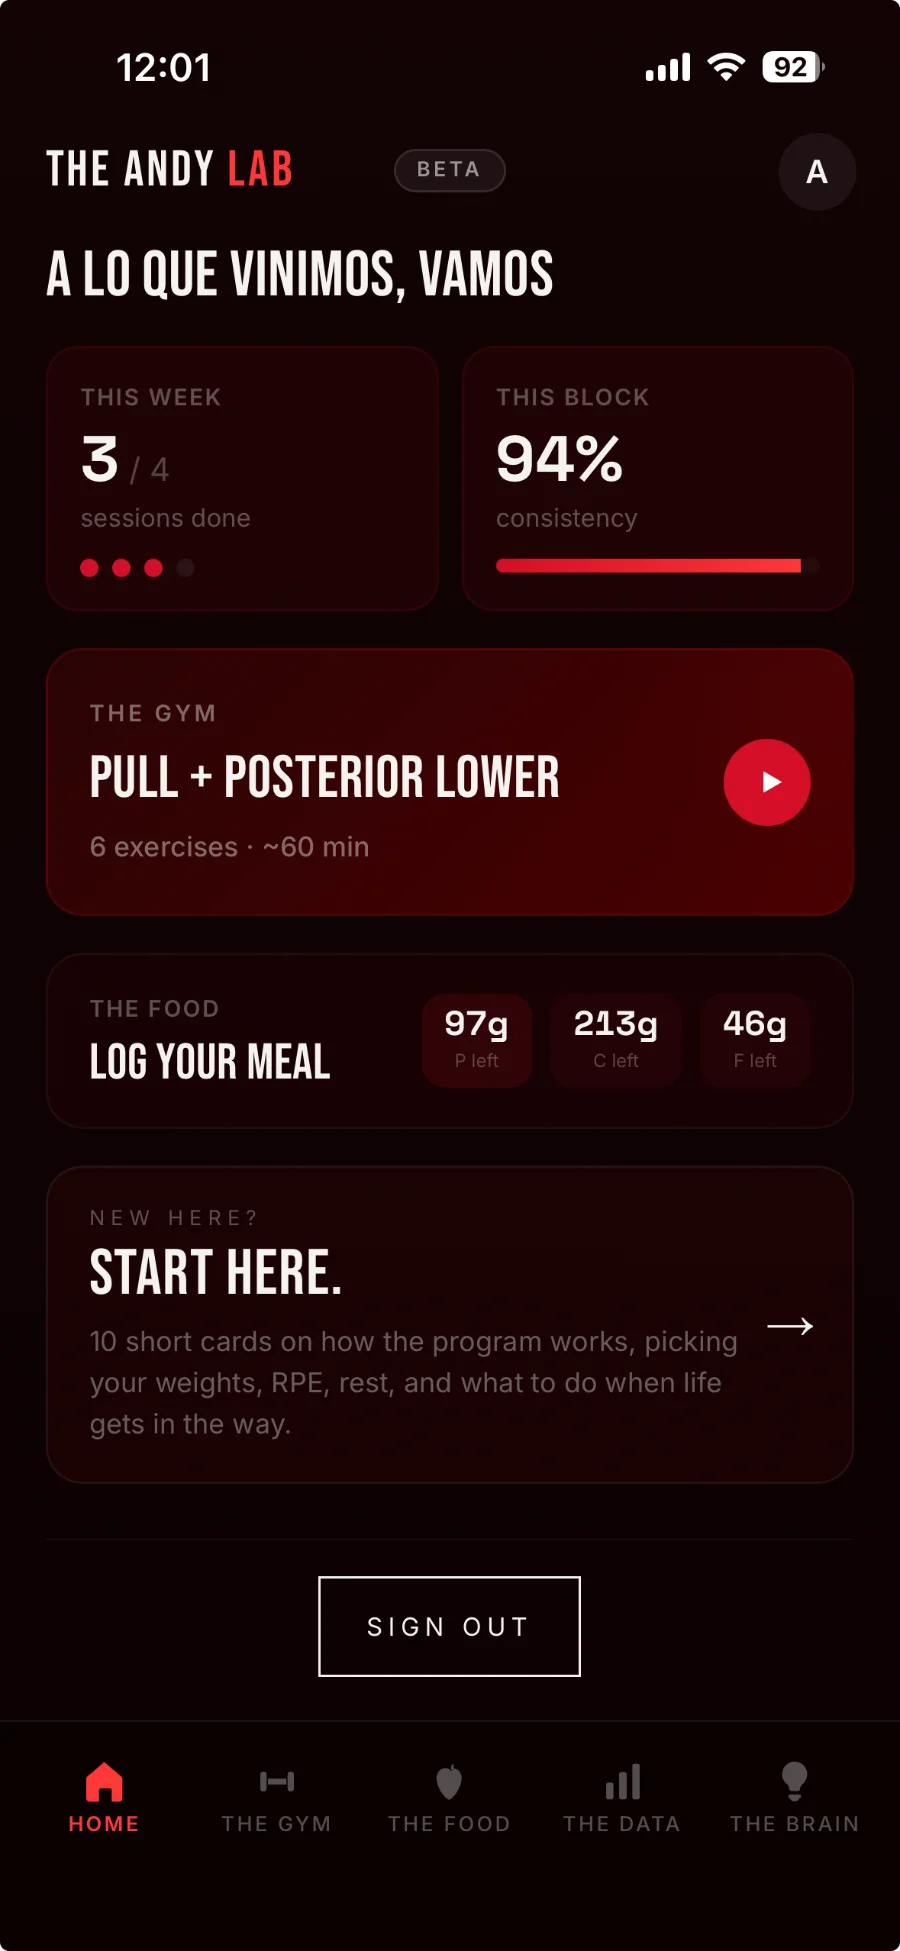 12:01
92
THE ANDY LAB
BETA
A
A LO QUE VINIMOS, VAMOS
THIS WEEK
3 / 4
sessions done
THIS BLOCK
94%
consistency
THE GYM
PULL + POSTERIOR LOWER
6 exercises · ~60 min
THE FOOD
LOG YOUR MEAL
97g
P left
213g
C left
46g
F left
NEW HERE?
START HERE.
10 short cards on how the program works, picking
your weights, RPE, rest, and what to do when life
gets in the way.
SIGN OUT
HOME
THE GYM
THE FOOD
THE DATA
THE BRAIN